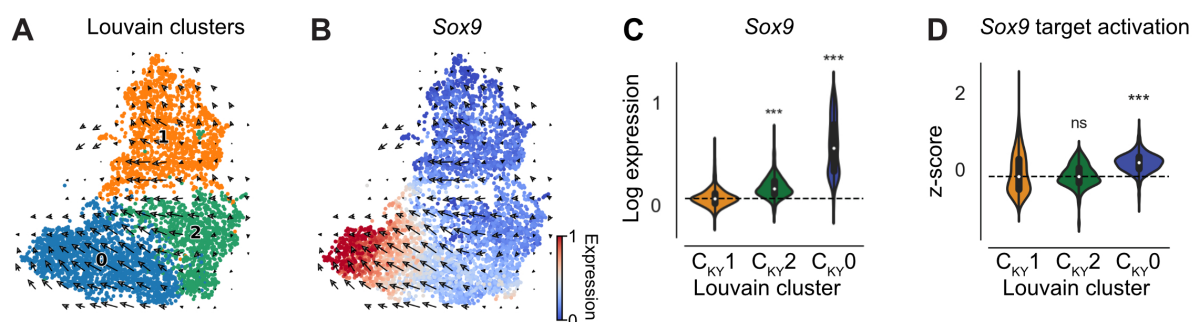 A Louvain clusters
1
2
0
B Sox9
1
0
Expression
C Sox9
Log expression
1
0
***
***
CKY1 CKY2 CKY0
Louvain cluster
D Sox9 target activation
z-score
2
0
ns
***
CKY1 CKY2 CKY0
Louvain cluster